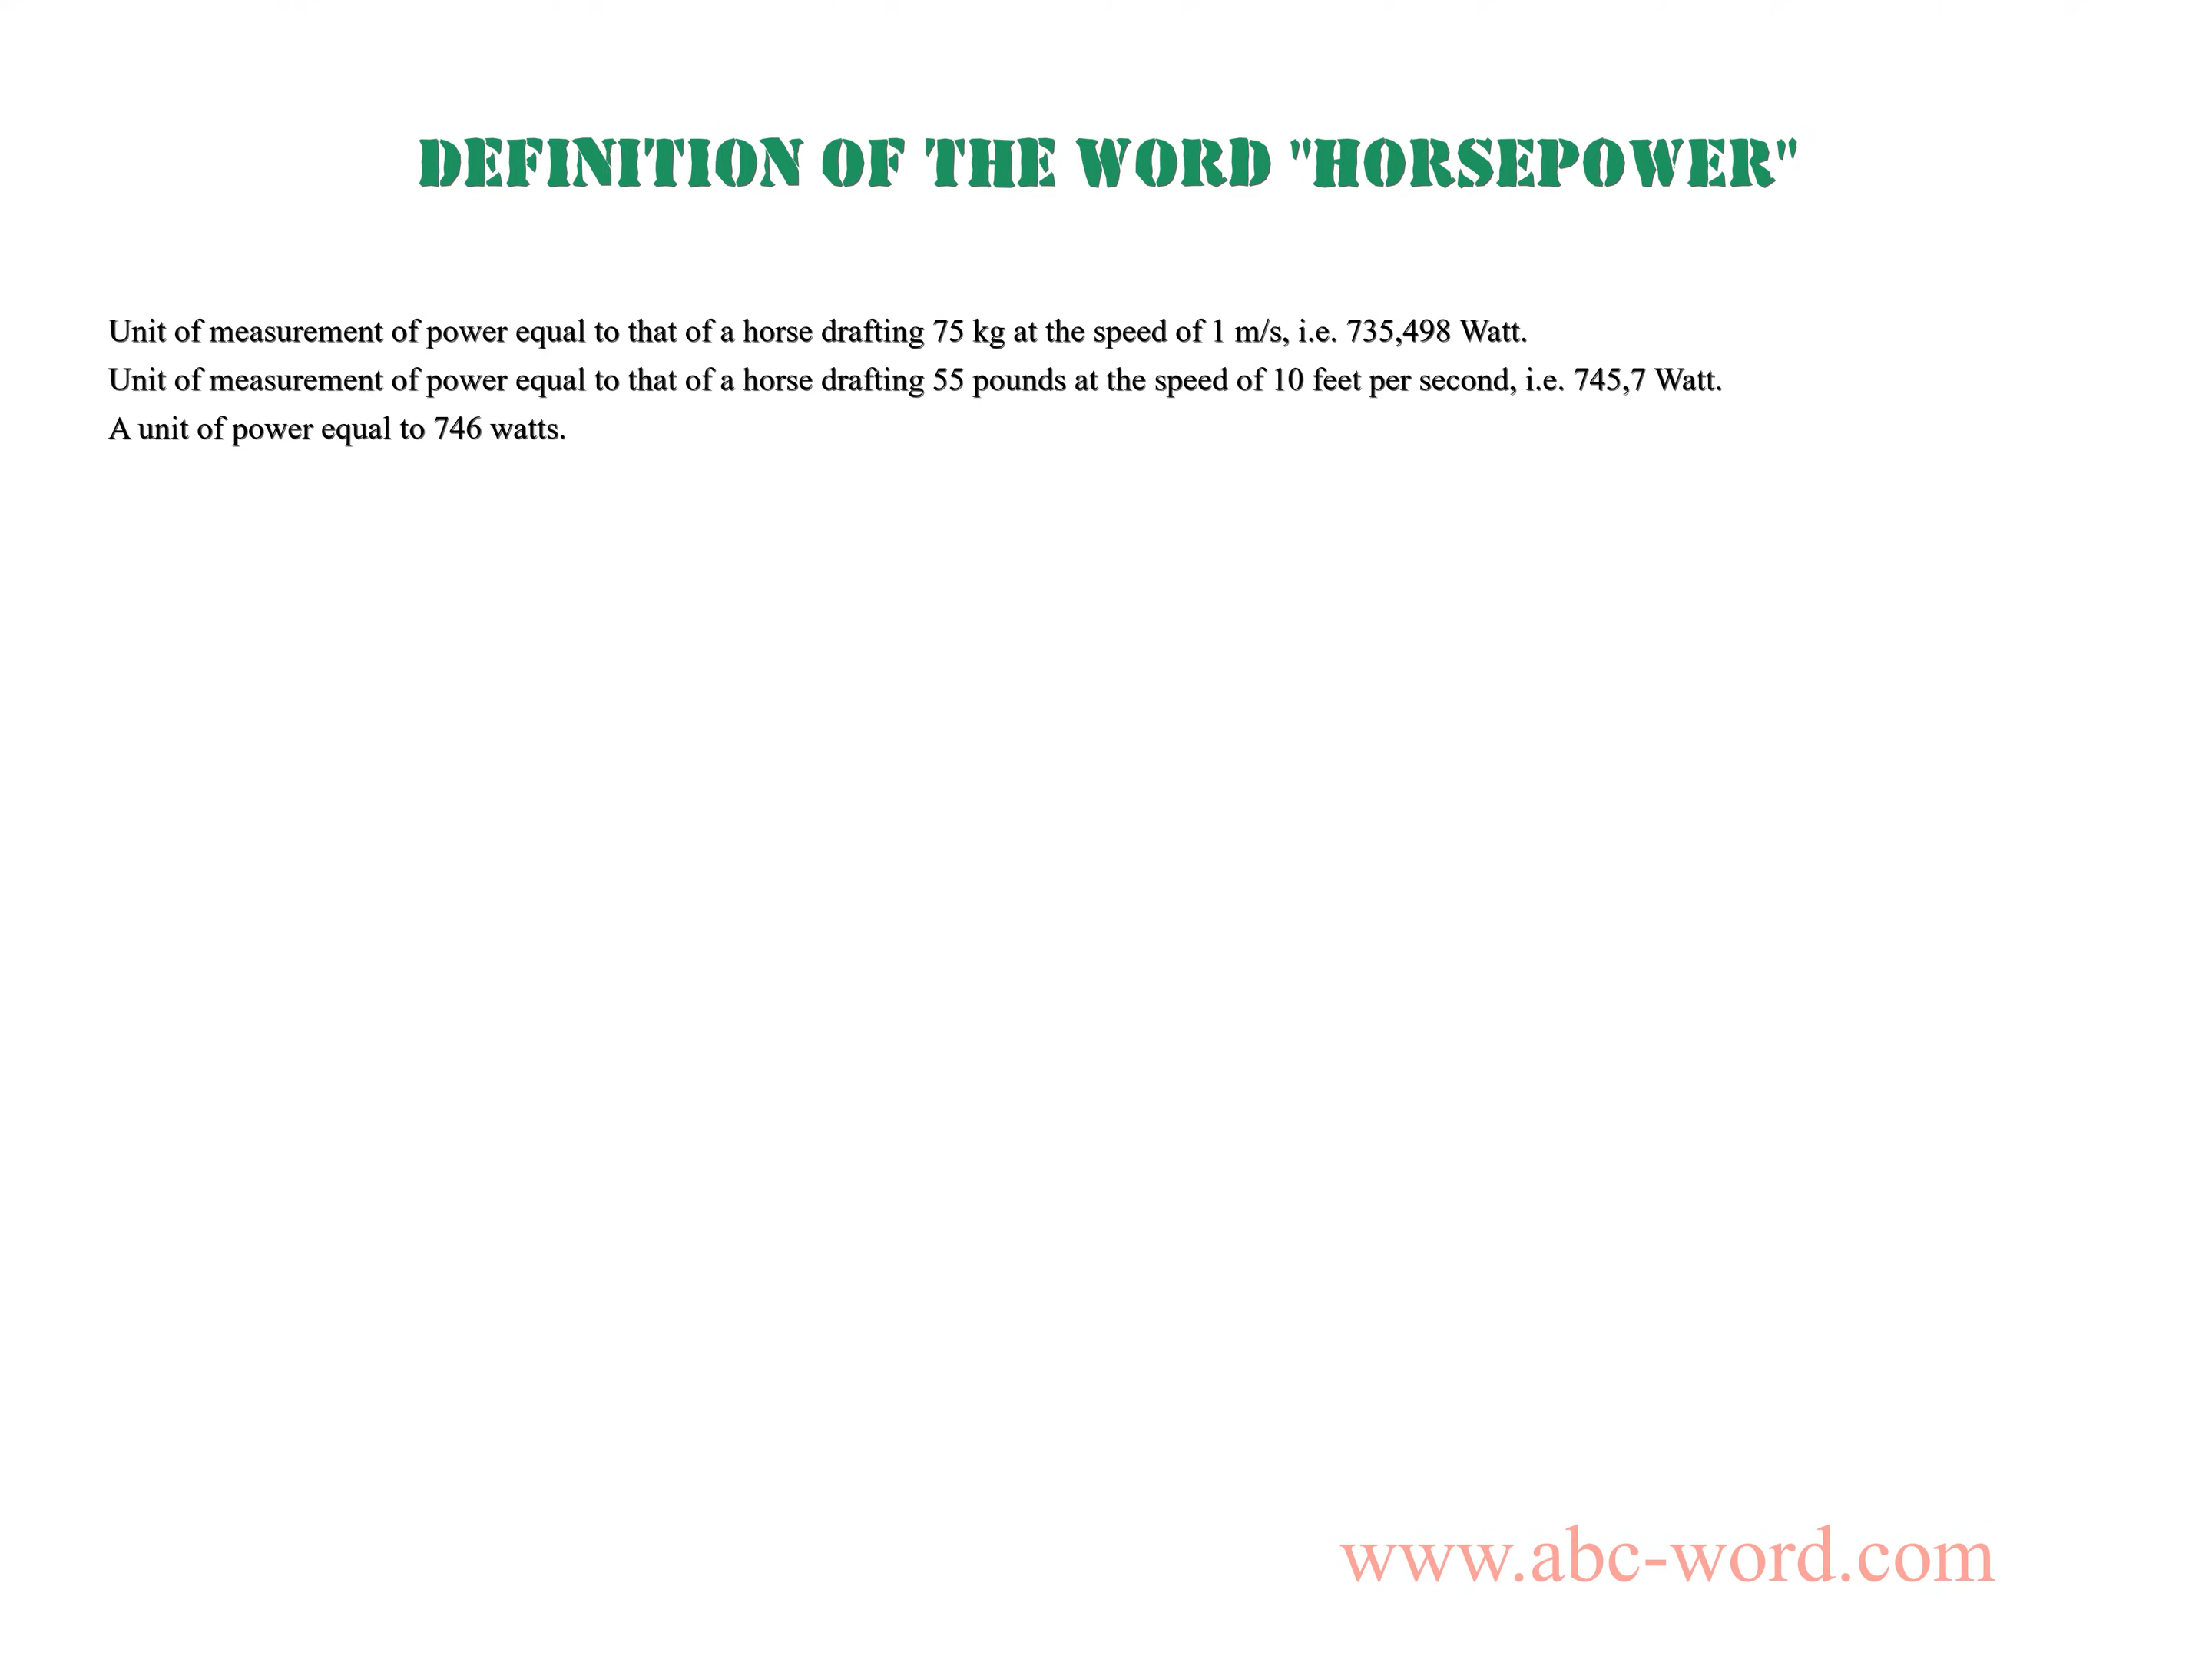 DEFINITION OF THE WORD "HORSEPOWER"
Unit of measurement of power equal to that of a horse drafting 75 kg at the speed of 1 m/s, i.e. 735,498 Watt.
Unit of measurement of power equal to that of a horse drafting 55 pounds at the speed of 10 feet per second, i.e. 745,7 Watt.
A unit of power equal to 746 watts.
www.abc-word.com